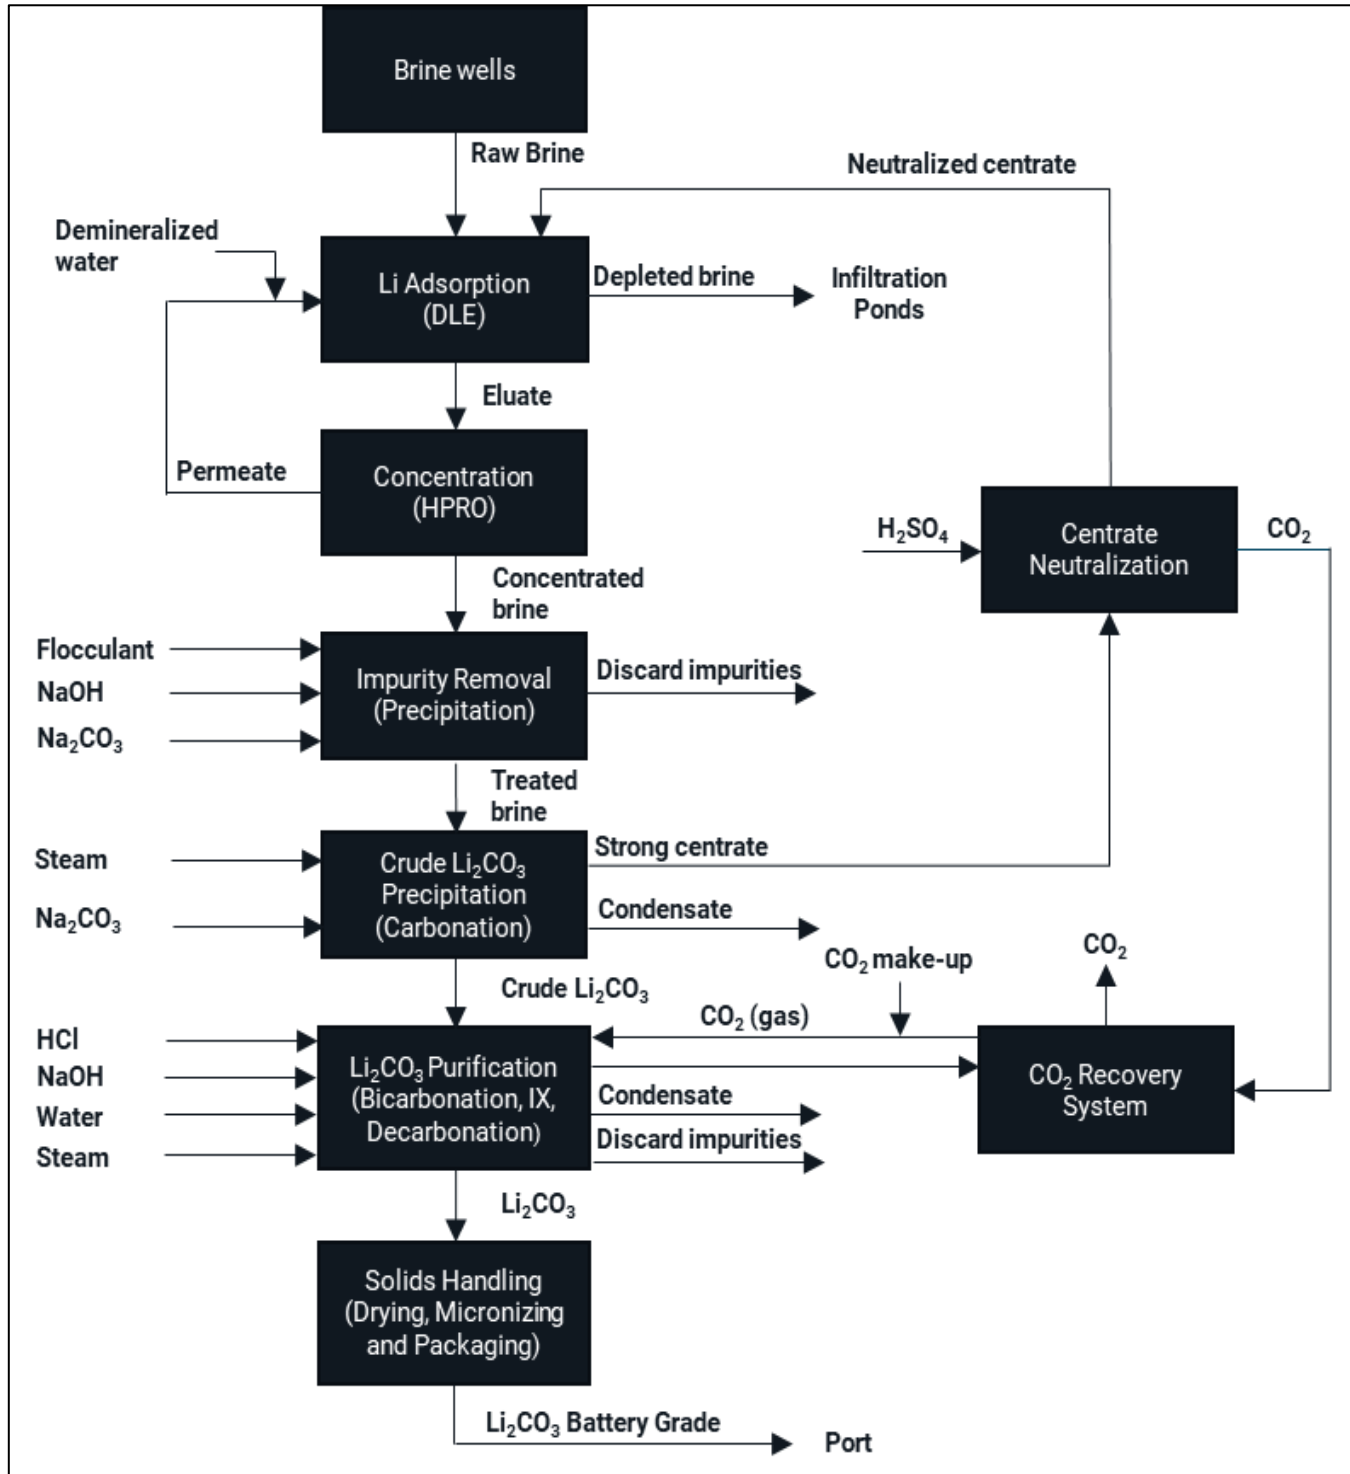 Brine wells
Raw Brine
Neutralized centrate
Demineralized
water
Li Adsorption
(DLE)
Depleted brine
Infiltration
Ponds
Eluate
Permeate
Concentration
(HPRO)
H₂SO₄
Centrate
Neutralization
CO₂
Concentrated
brine
Flocculant
NaOH
Na₂CO₃
Impurity Removal
(Precipitation)
Discard impurities
Treated
brine
Steam
Na₂CO₃
Crude Li₂CO₃
Precipitation
(Carbonation)
Strong centrate
Condensate
CO₂ make-up
CO₂
Crude Li₂CO₃
CO₂ (gas)
HCl
NaOH
Water
Steam
Li₂CO₃ Purification
(Bicarbonation, IX,
Decarbonation)
Condensate
Discard impurities
CO₂ Recovery
System
Li₂CO₃
Solids Handling
(Drying, Micronizing
and Packaging)
Li₂CO₃ Battery Grade
Port